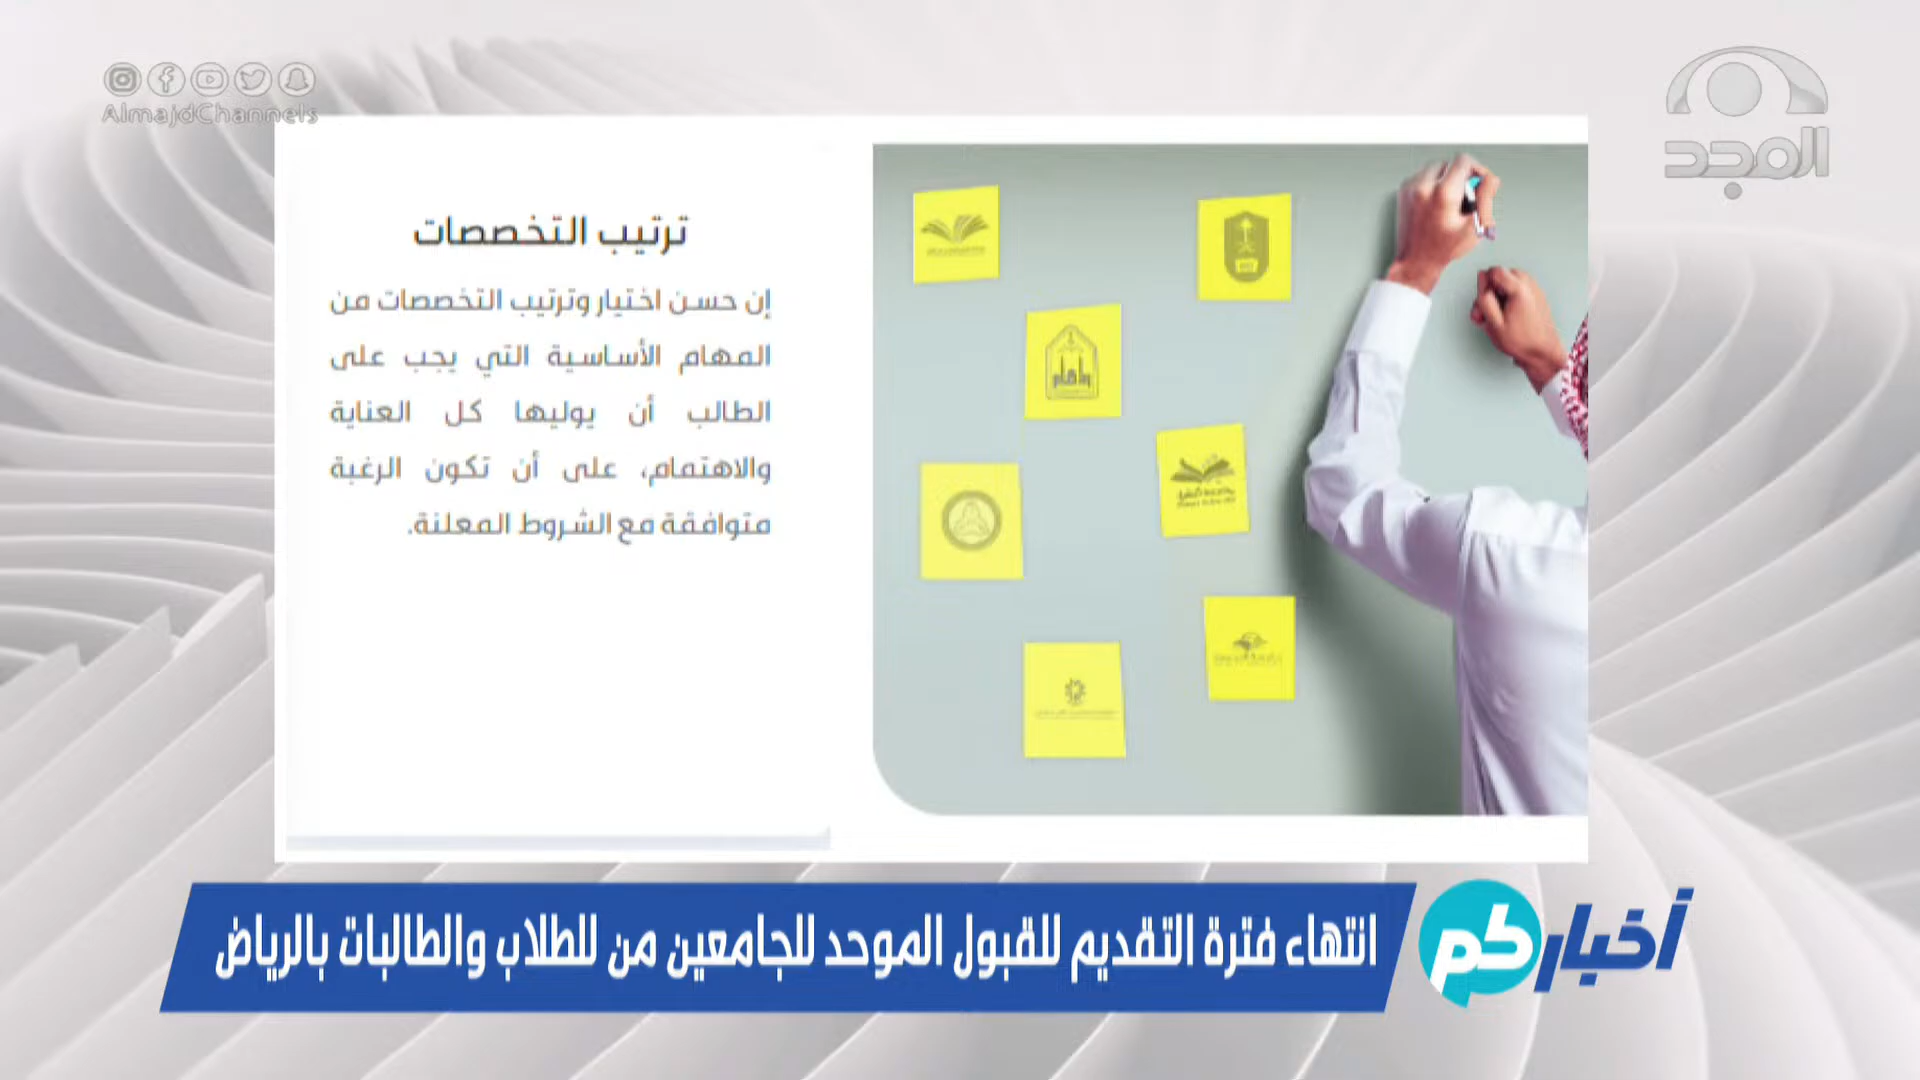 AlmajdChannels
المجد
ترتيب التخصصات
إن حسن اختيار وترتيب التخصصات من
المهام الأساسية التي يجب على
الطالب أن يوليها كل العناية
والاهتمام، على أن تكون الرغبة
متوافقة مع الشروط المعلنة.
أخباركم
انتهاء فترة التقديم للقبول الموحد للجامعين من للطلاب والطالبات بالرياض